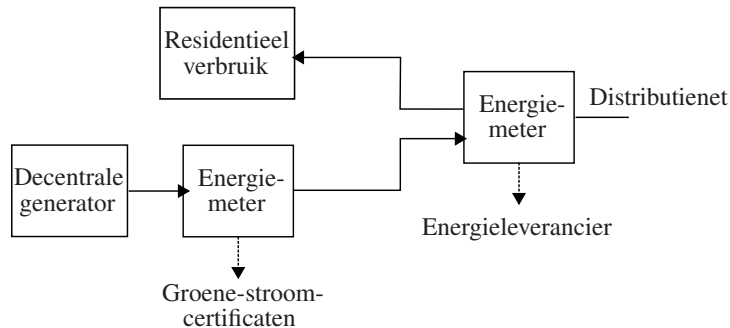 Residentieel
verbruik
Energie-
meter
Distributienet
Decentrale
generator
Energie-
meter
Energieleverancier
Groene-stroom-
certificaten